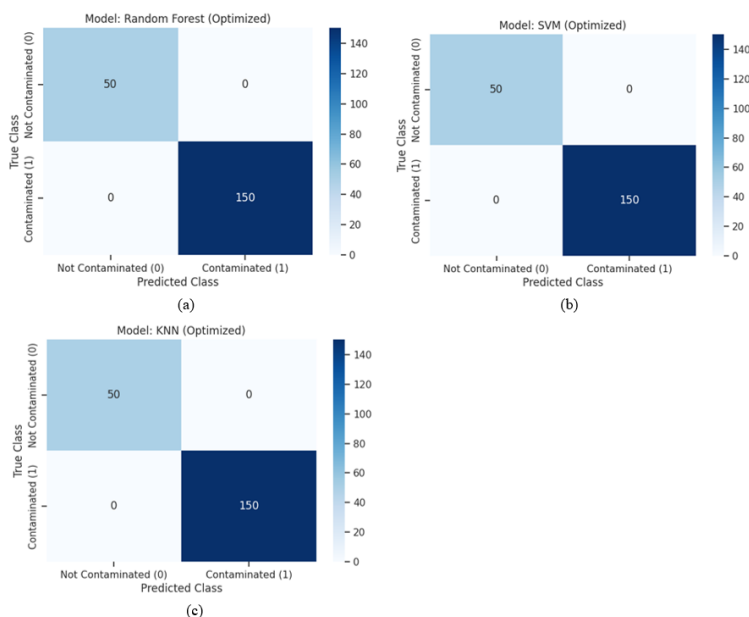 Model: Random Forest (Optimized)
True Class
Not Contaminated (0)
Contaminated (1)
50
0
0
150
140
120
100
80
60
40
20
0
Not Contaminated (0)
Contaminated (1)
Predicted Class
(a)
Model: SVM (Optimized)
True Class
Not Contaminated (0)
Contaminated (1)
50
0
0
150
140
120
100
80
60
40
20
0
Not Contaminated (0)
Contaminated (1)
Predicted Class
(b)
Model: KNN (Optimized)
True Class
Not Contaminated (0)
Contaminated (1)
50
0
0
150
140
120
100
80
60
40
20
0
Not Contaminated (0)
Contaminated (1)
Predicted Class
(c)